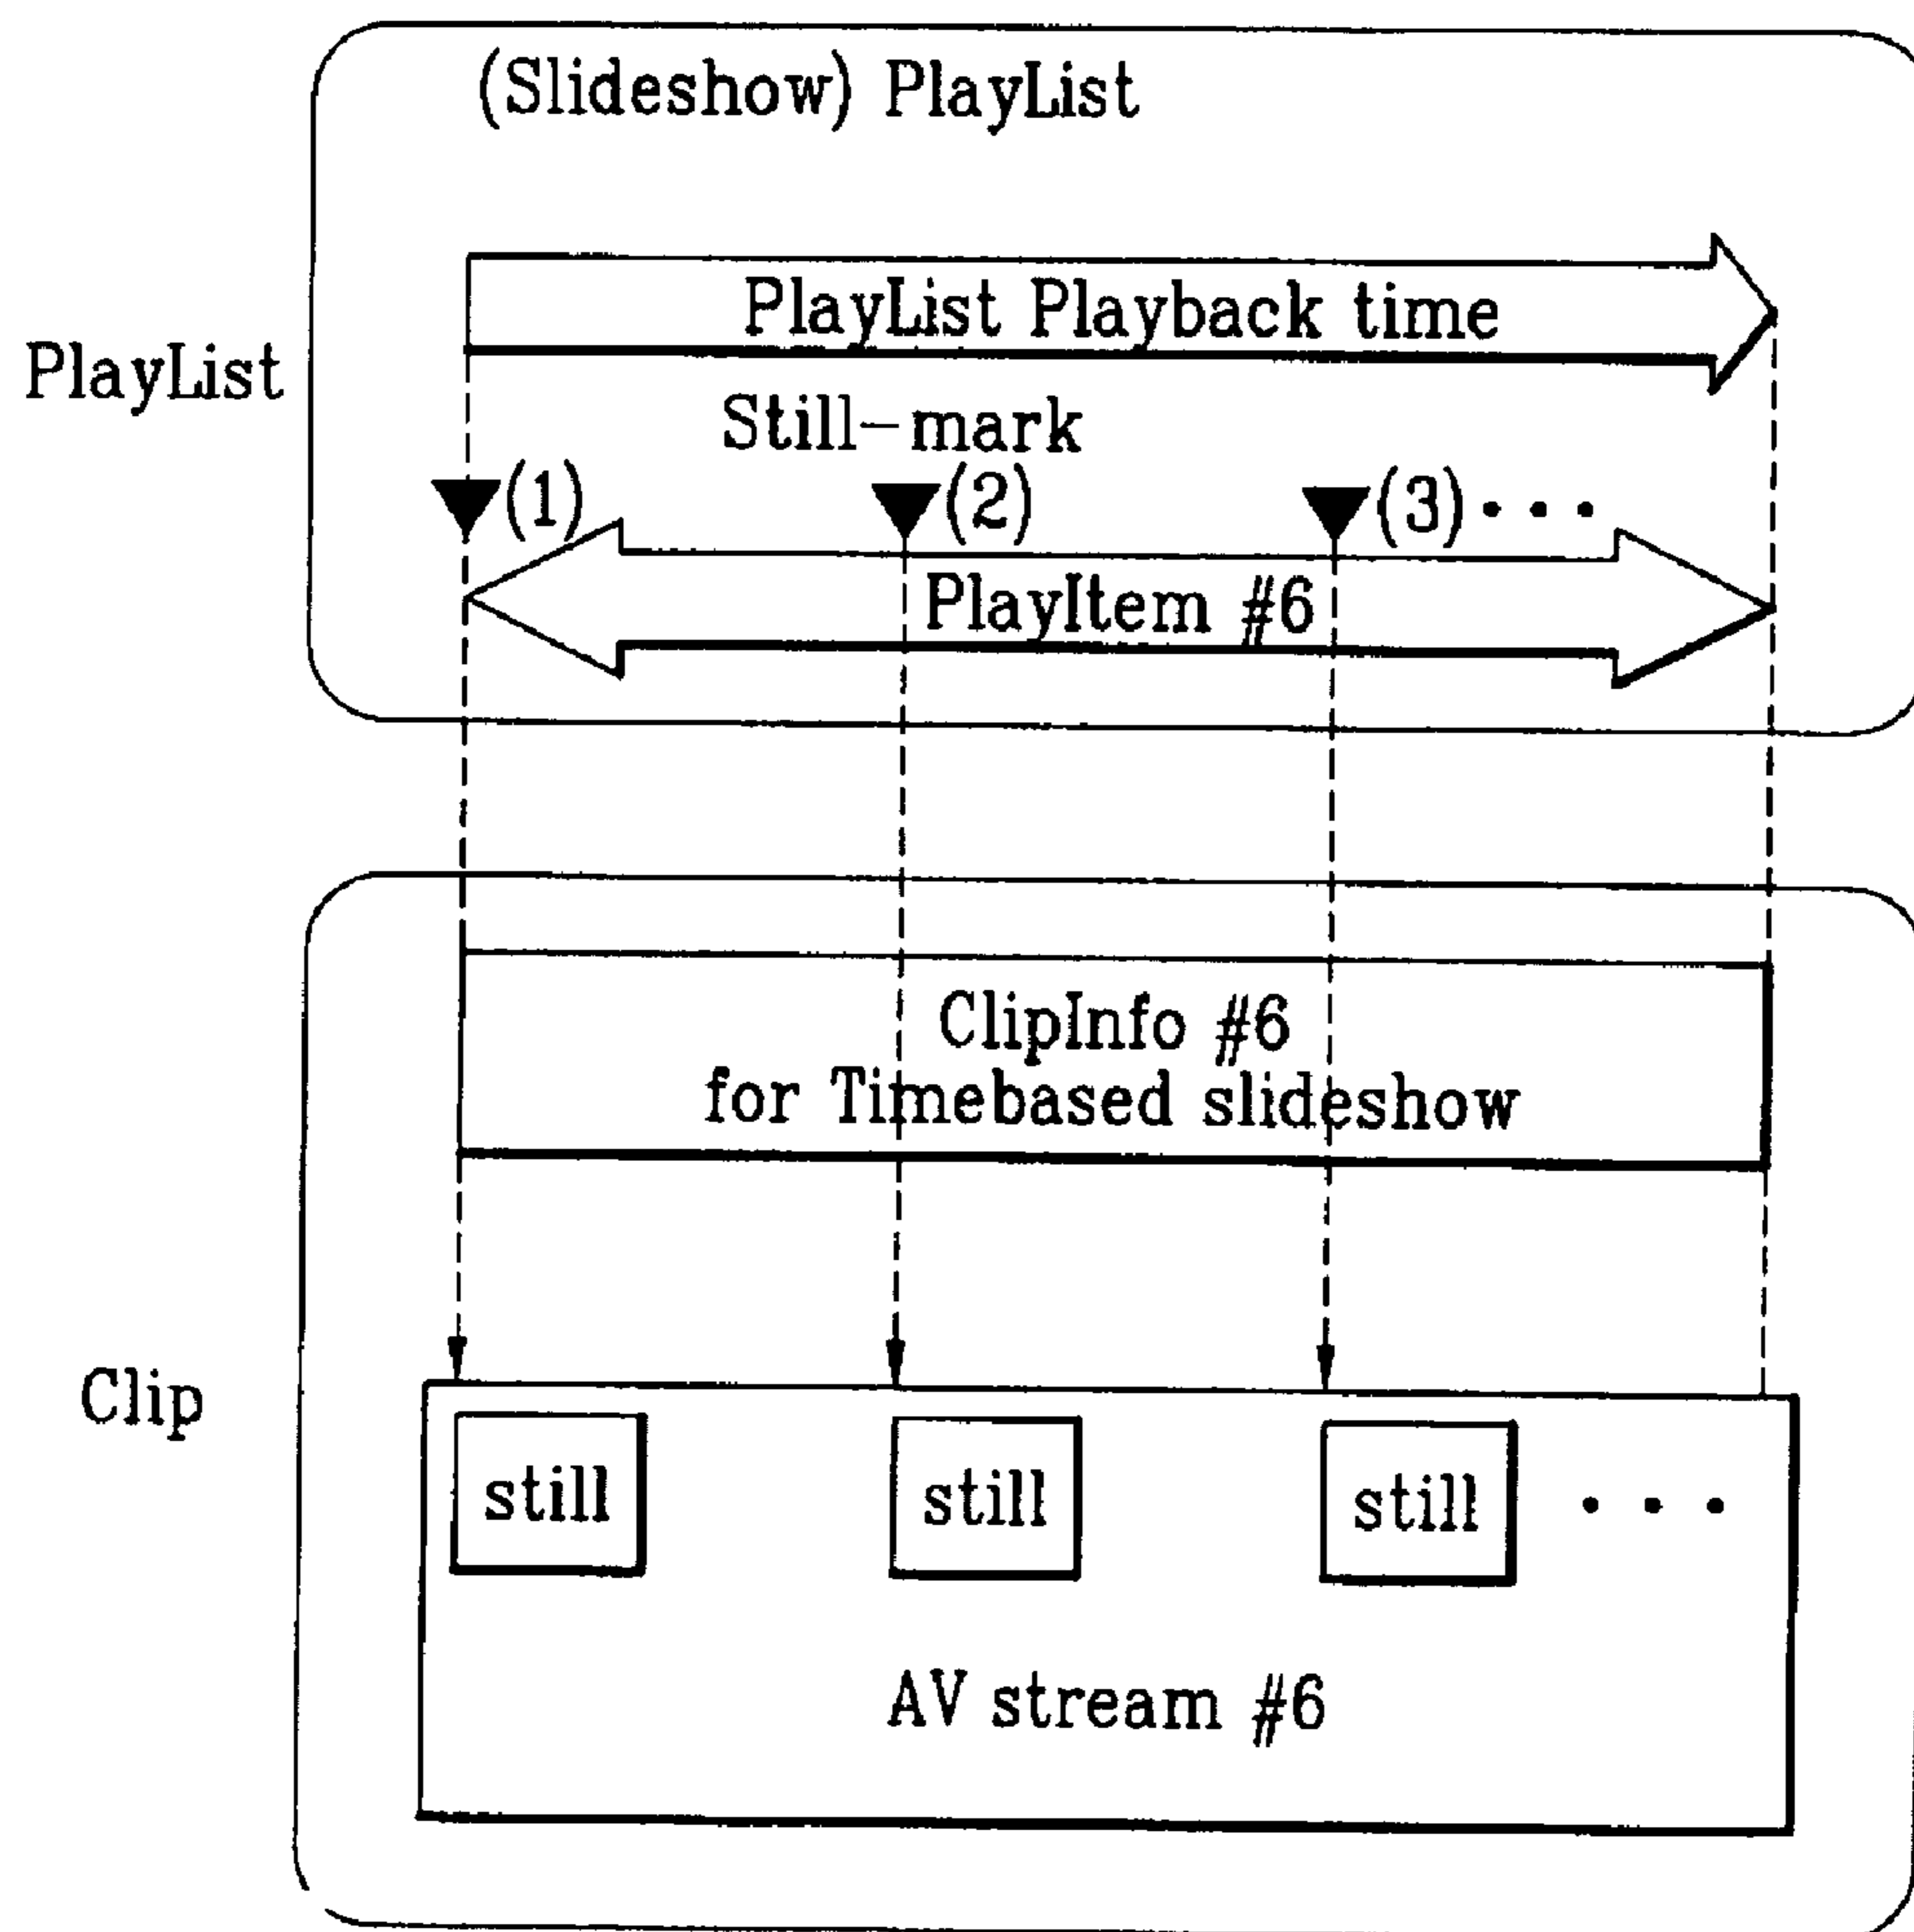 (Slideshow) PlayList
PlayList Playback time
PlayList
Still-mark
(1)
(2)
(3)...
PlayItem #6
ClipInfo #6
for Timebased slideshow
Clip
still
still
still
...
AV stream #6